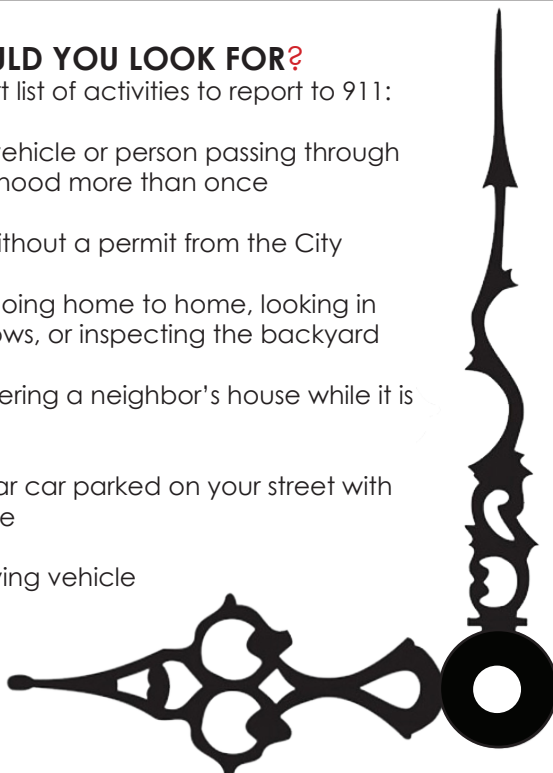 ULD YOU LOOK FOR?
t list of activities to report to 911:
ehicle or person passing through
hood more than once
ithout a permit from the City
oing home to home, looking in
ws, or inspecting the backyard
ering a neighbor's house while it is
ar car parked on your street with
e
ing vehicle